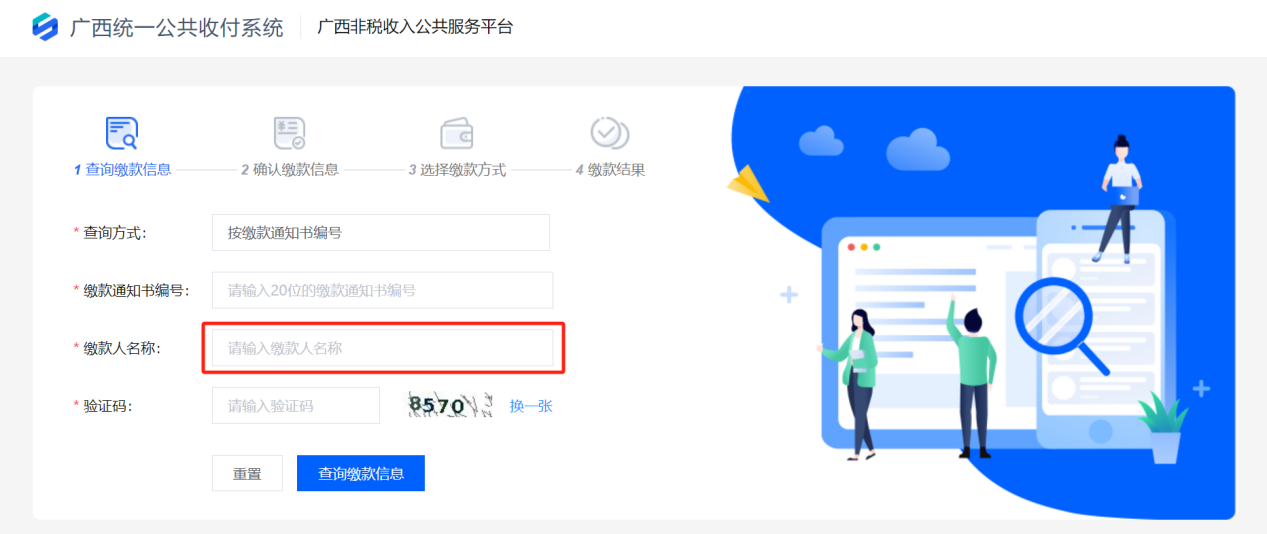 广西统一公共收付系统 广西非税收入公共服务平台
1 查询缴款信息 2 确认缴款信息 3 选择缴款方式 4 缴款结果
* 查询方式: 按缴款通知书编号
* 缴款通知书编号: 请输入20位的缴款通知书编号
* 缴款人名称: 请输入缴款人名称
* 验证码: 请输入验证码 8570 换一张
重置 查询缴款信息